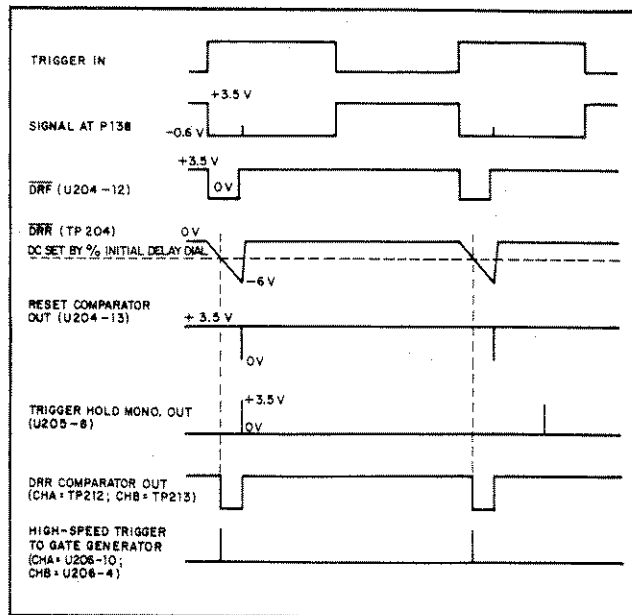 TRIGGER IN
+3.5 V
SIGNAL AT P138
-0.6 V
+3.5 V
DRF (U204-12)
0V
DRR (TP 204)
0V
DC SET BY % INITIAL DELAY DIAL
-6V
RESET COMPARATOR
OUT (U204-13)
+ 3.5 V
0V
+3.5 V
TRIGGER HOLD MONO. OUT
(U205-6)
0V
DRR COMPARATOR OUT
(CHA = TP212; CHB = TP213)
HIGH-SPEED TRIGGER
TO GATE GENERATOR
(CHA = U206-10;
CHB = U206-4)